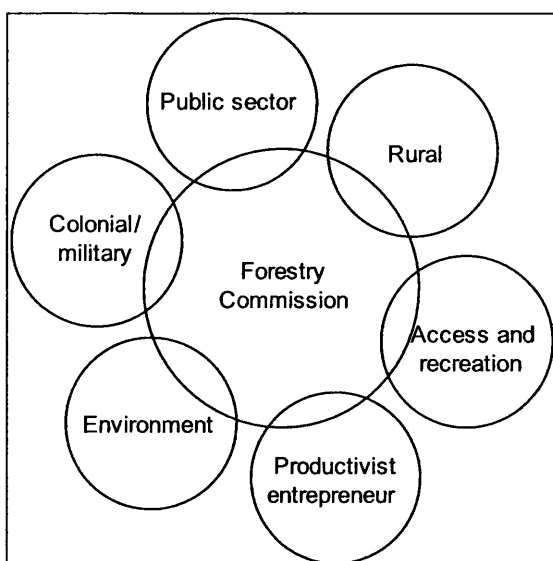 Public sector
Rural
Colonial/
military
Forestry
Commission
Access and
recreation
Environment
Productivist
entrepreneur